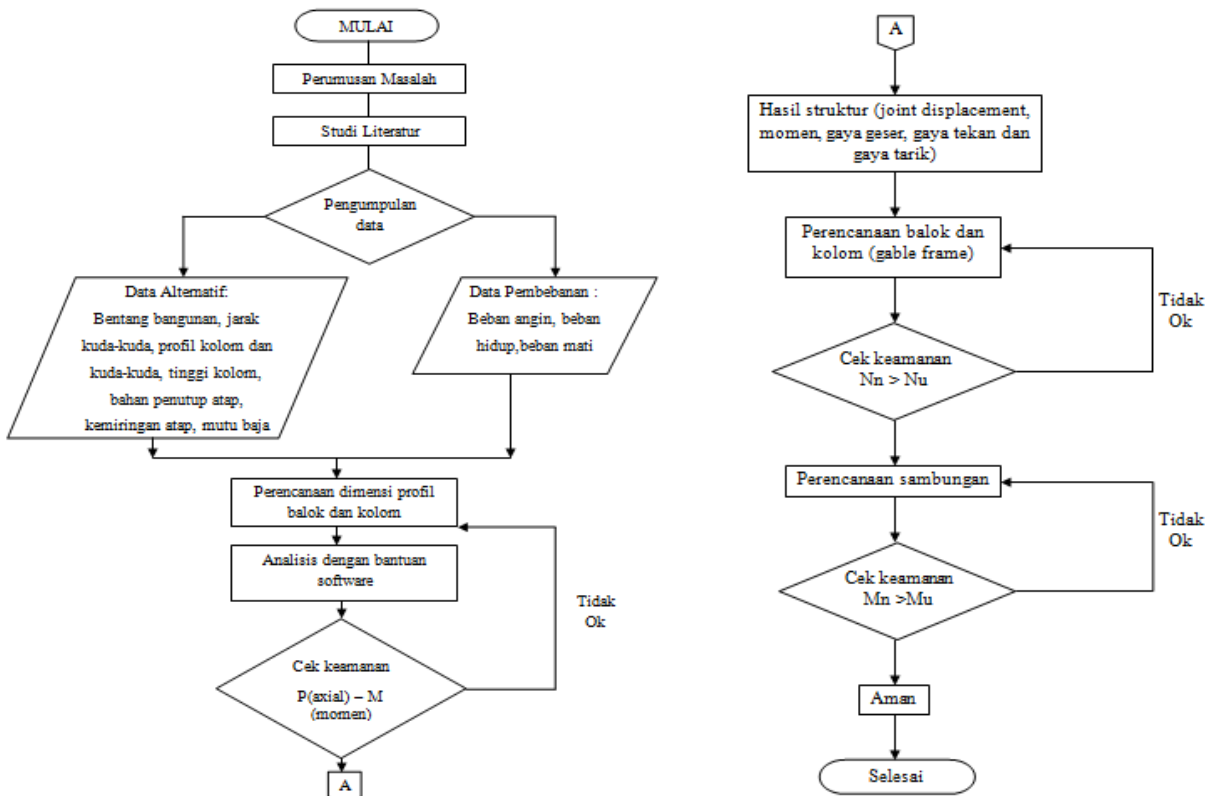 MULAI
Perumusan Masalah
Studi Literatur
Pengumpulan
data
Data Alternatif:
Bentang bangunan, jarak
kuda-kuda, profil kolom dan
kuda-kuda, tinggi kolom,
bahan penutup atap,
kemiringan atap, mutu baja
Data Pembebanan :
Beban angin, beban
hidup,beban mati
Perencanaan dimensi profil
balok dan kolom
Analisis dengan bantuan
software
Tidak
Ok
Cek keamanan
P(axial) – M
(momen)
A
A
Hasil struktur (joint displacement,
momen, gaya geser, gaya tekan dan
gaya tarik)
Perencanaan balok dan
kolom (gable frame)
Tidak
Ok
Cek keamanan
Nn > Nu
Perencanaan sambungan
Tidak
Ok
Cek keamanan
Mn >Mu
Aman
Selesai